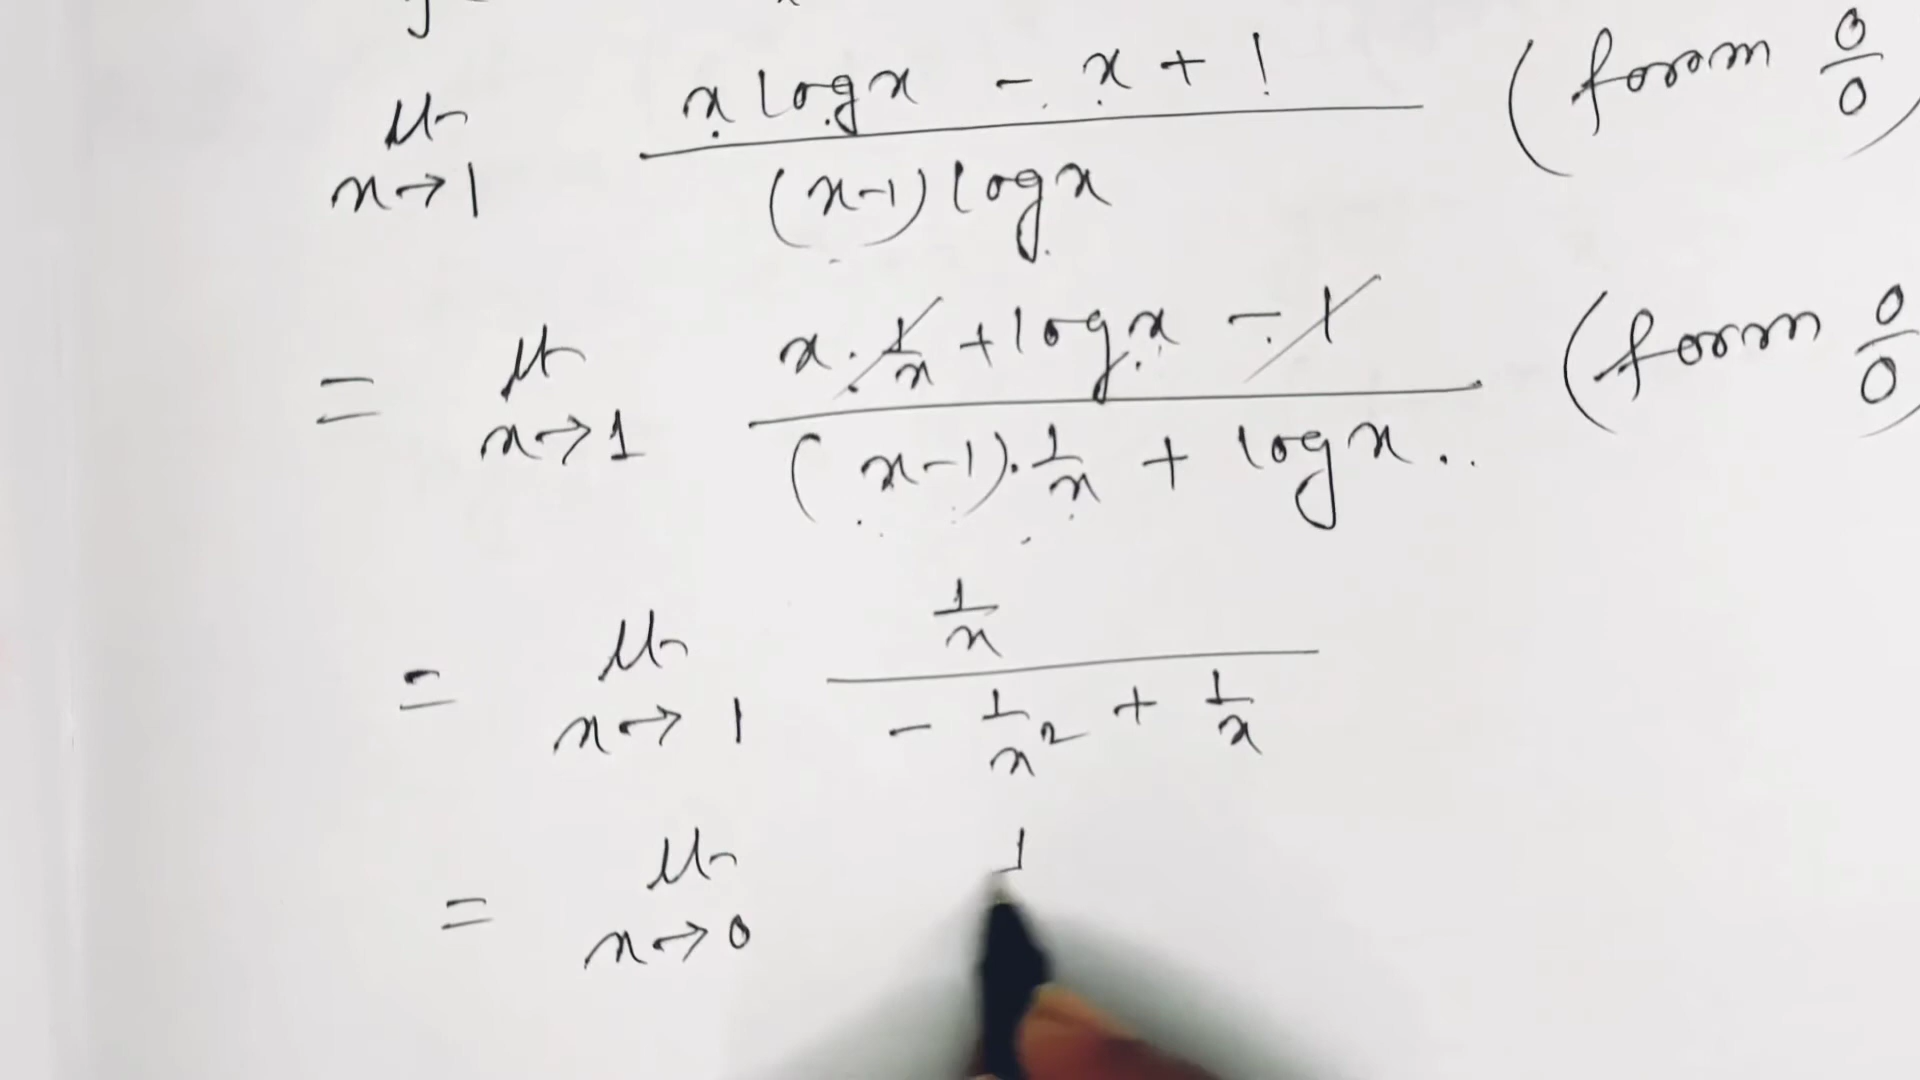 lt x→1 (x log x - x + 1) / ((x-1) log x) (form 0/0)
= lt x→1 (x · 1/x + log x - 1) / ((x-1) · 1/x + log x) (form 0/0)
= lt x→1 (1/x) / (- 1/x² + 1/x)
= lt x→0 1